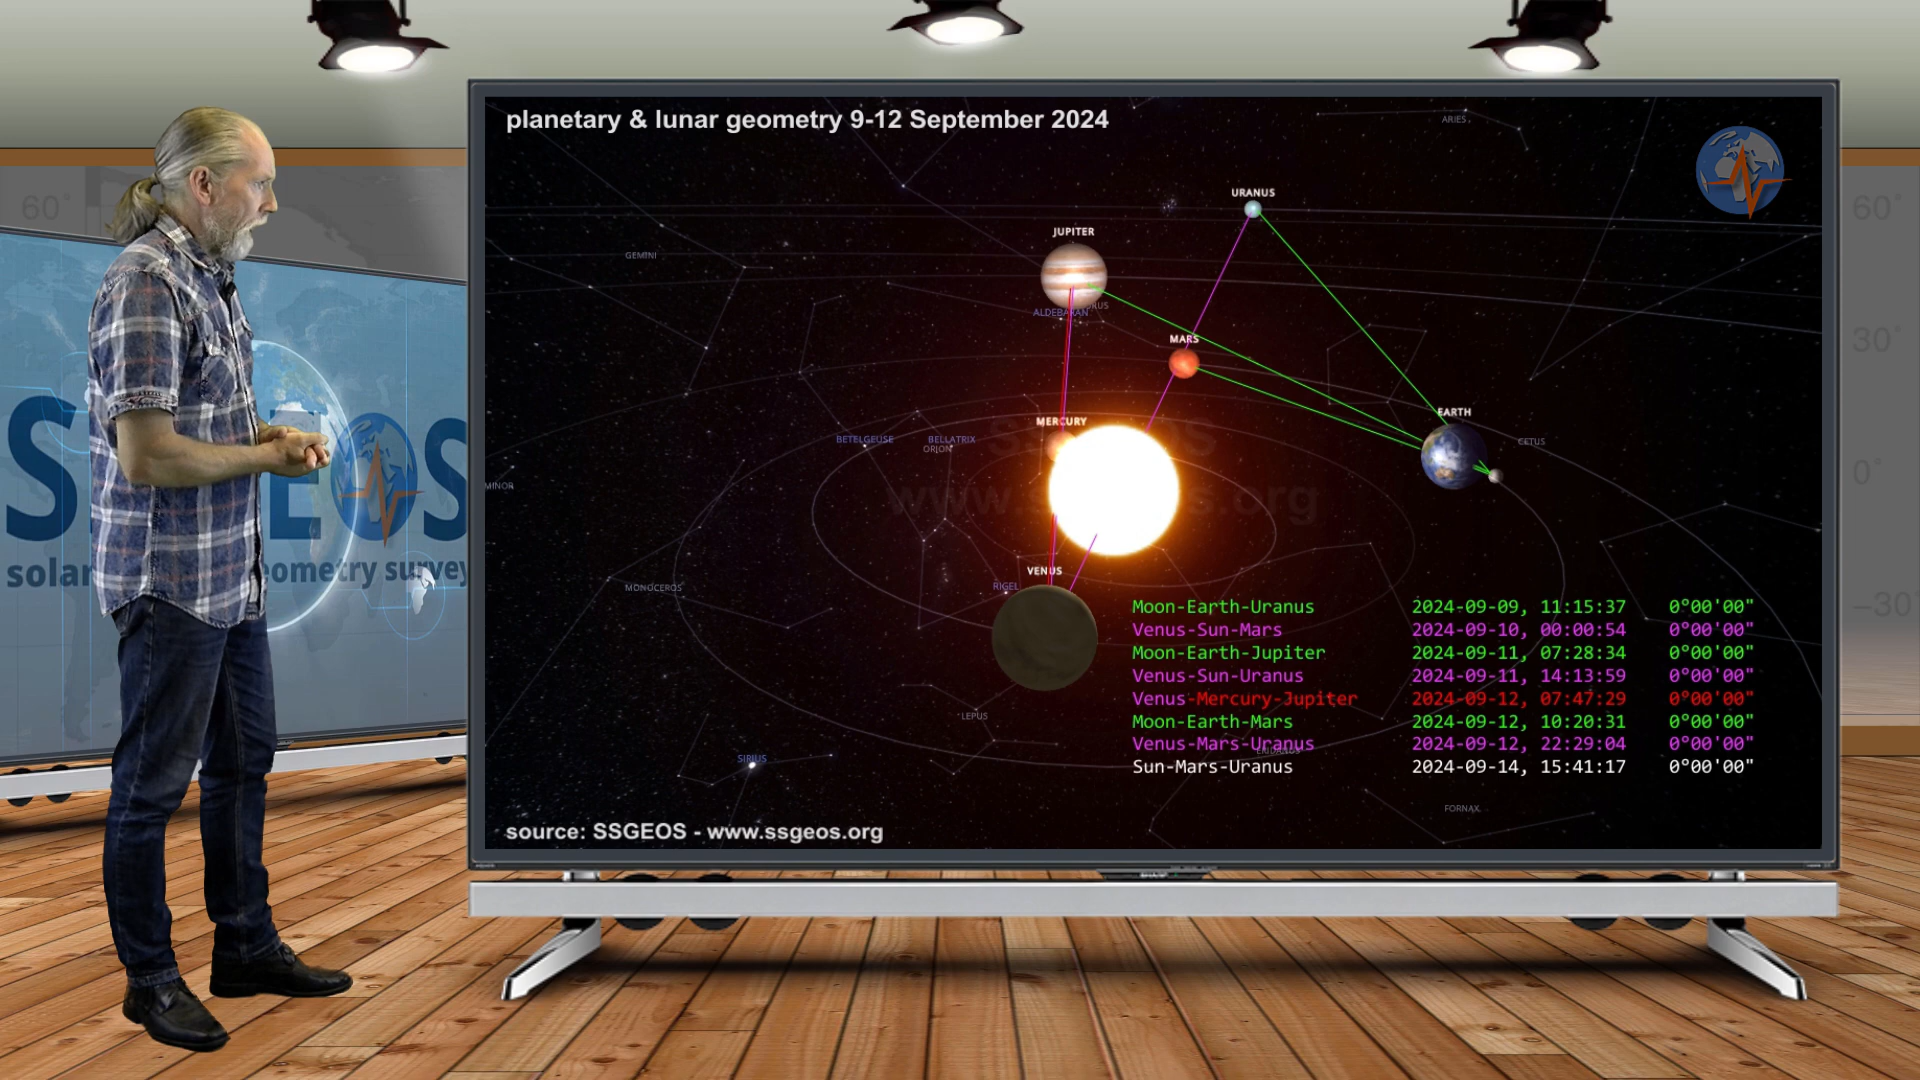 planetary & lunar geometry 9-12 September 2024
ARIES
60°
60°
URANUS
JUPITER
GEMINI
ALDEBARAN
MARS
30°
MERCURY
EARTH
BETELGEUSE
BELLATRIX
ORION
CETUS
MINOR
0°
www.ssgeos.org
SSGEOS
solar geometry survey
VENUS
MONOCEROS
RIGEL
−30°
Moon-Earth-Uranus 2024-09-09, 11:15:37 0°00'00"
Venus-Sun-Mars 2024-09-10, 00:00:54 0°00'00"
Moon-Earth-Jupiter 2024-09-11, 07:28:34 0°00'00"
Venus-Sun-Uranus 2024-09-11, 14:13:59 0°00'00"
Venus-Mercury-Jupiter 2024-09-12, 07:47:29 0°00'00"
Moon-Earth-Mars 2024-09-12, 10:20:31 0°00'00"
Venus-Mars-Uranus 2024-09-12, 22:29:04 0°00'00"
Sun-Mars-Uranus 2024-09-14, 15:41:17 0°00'00"
LEPUS
SIRIUS
FORNAX
source: SSGEOS - www.ssgeos.org